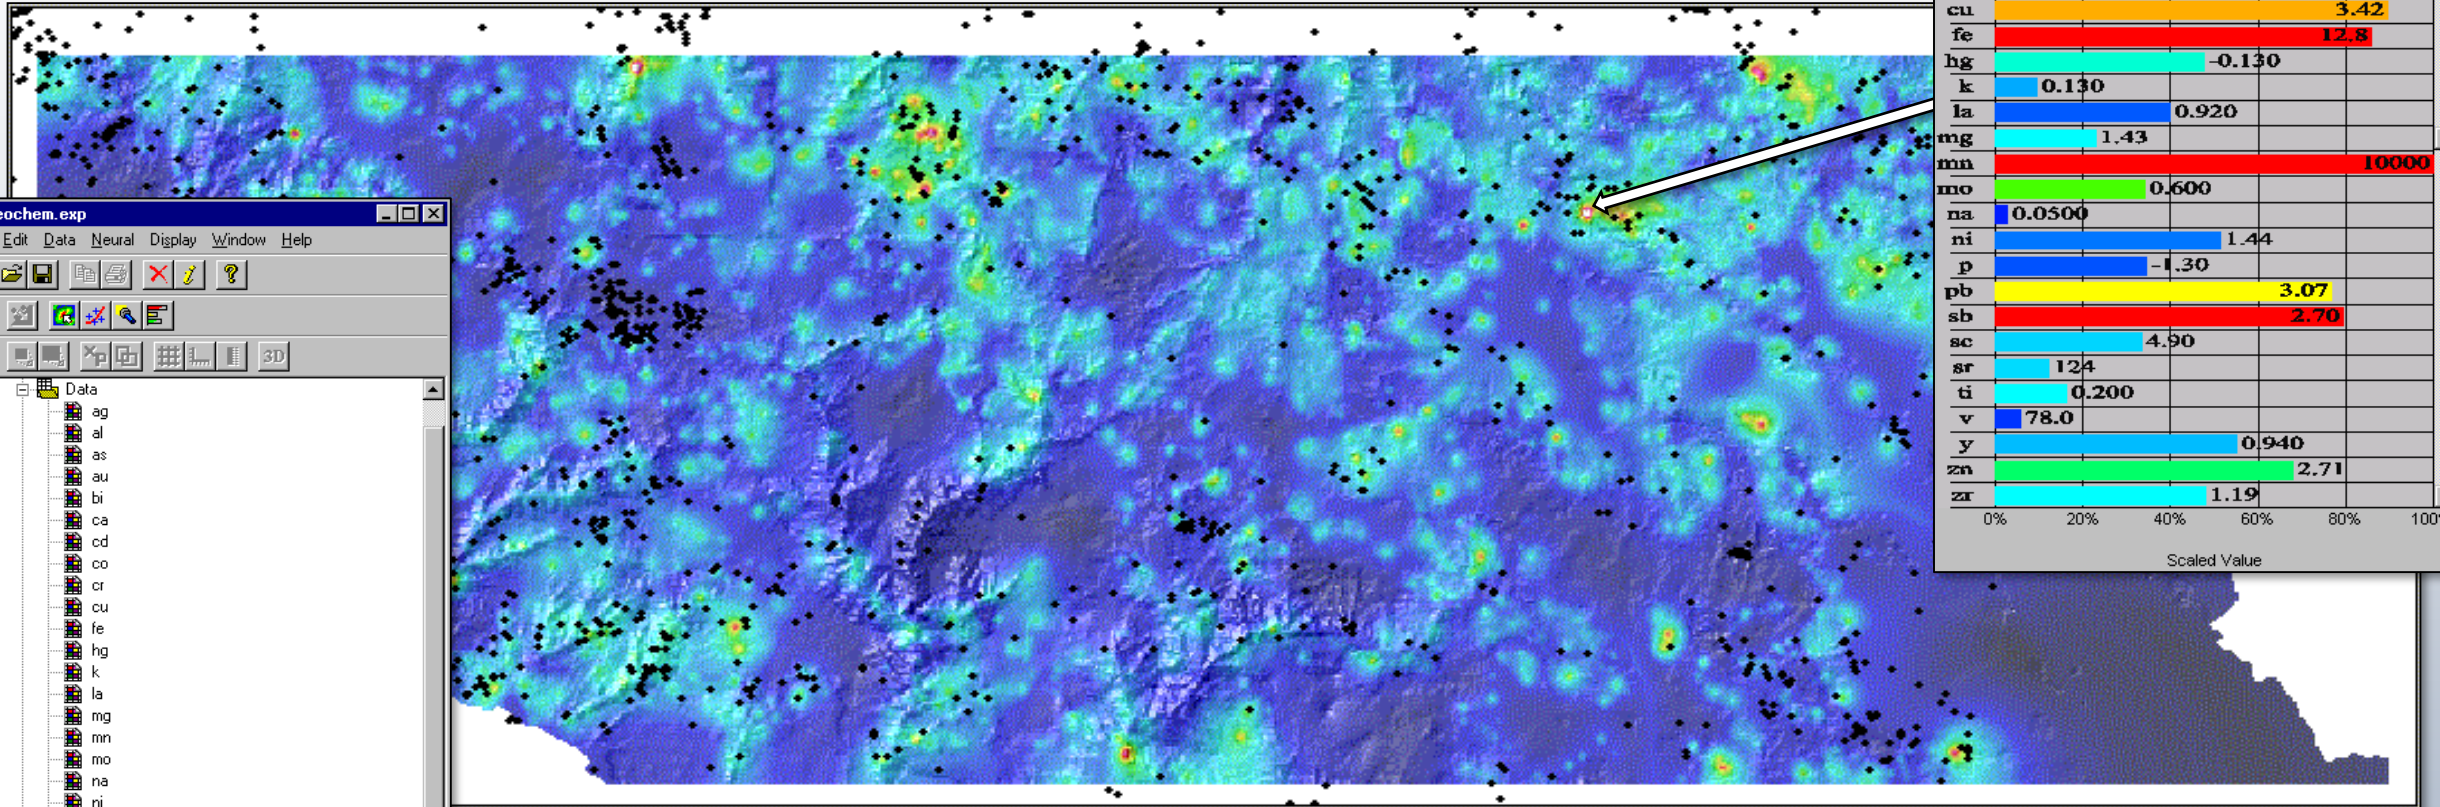 eochem.exp
Edit Data Neural Display Window Help
Xp 3D
Data
ag
al
as
au
bi
ca
cd
co
cr
cu
fe
hg
k
la
mg
mn
mo
na
ni
cu 3.42
fe 12.8
hg -0.130
k 0.130
la 0.920
mg 1.43
mn 10000
mo 0.600
na 0.0500
ni 1.44
p -1.30
pb 3.07
sb 2.70
sc 4.90
sr 124
ti 0.200
v 78.0
y 0.940
zn 2.71
zr 1.19
0% 20% 40% 60% 80% 100%
Scaled Value